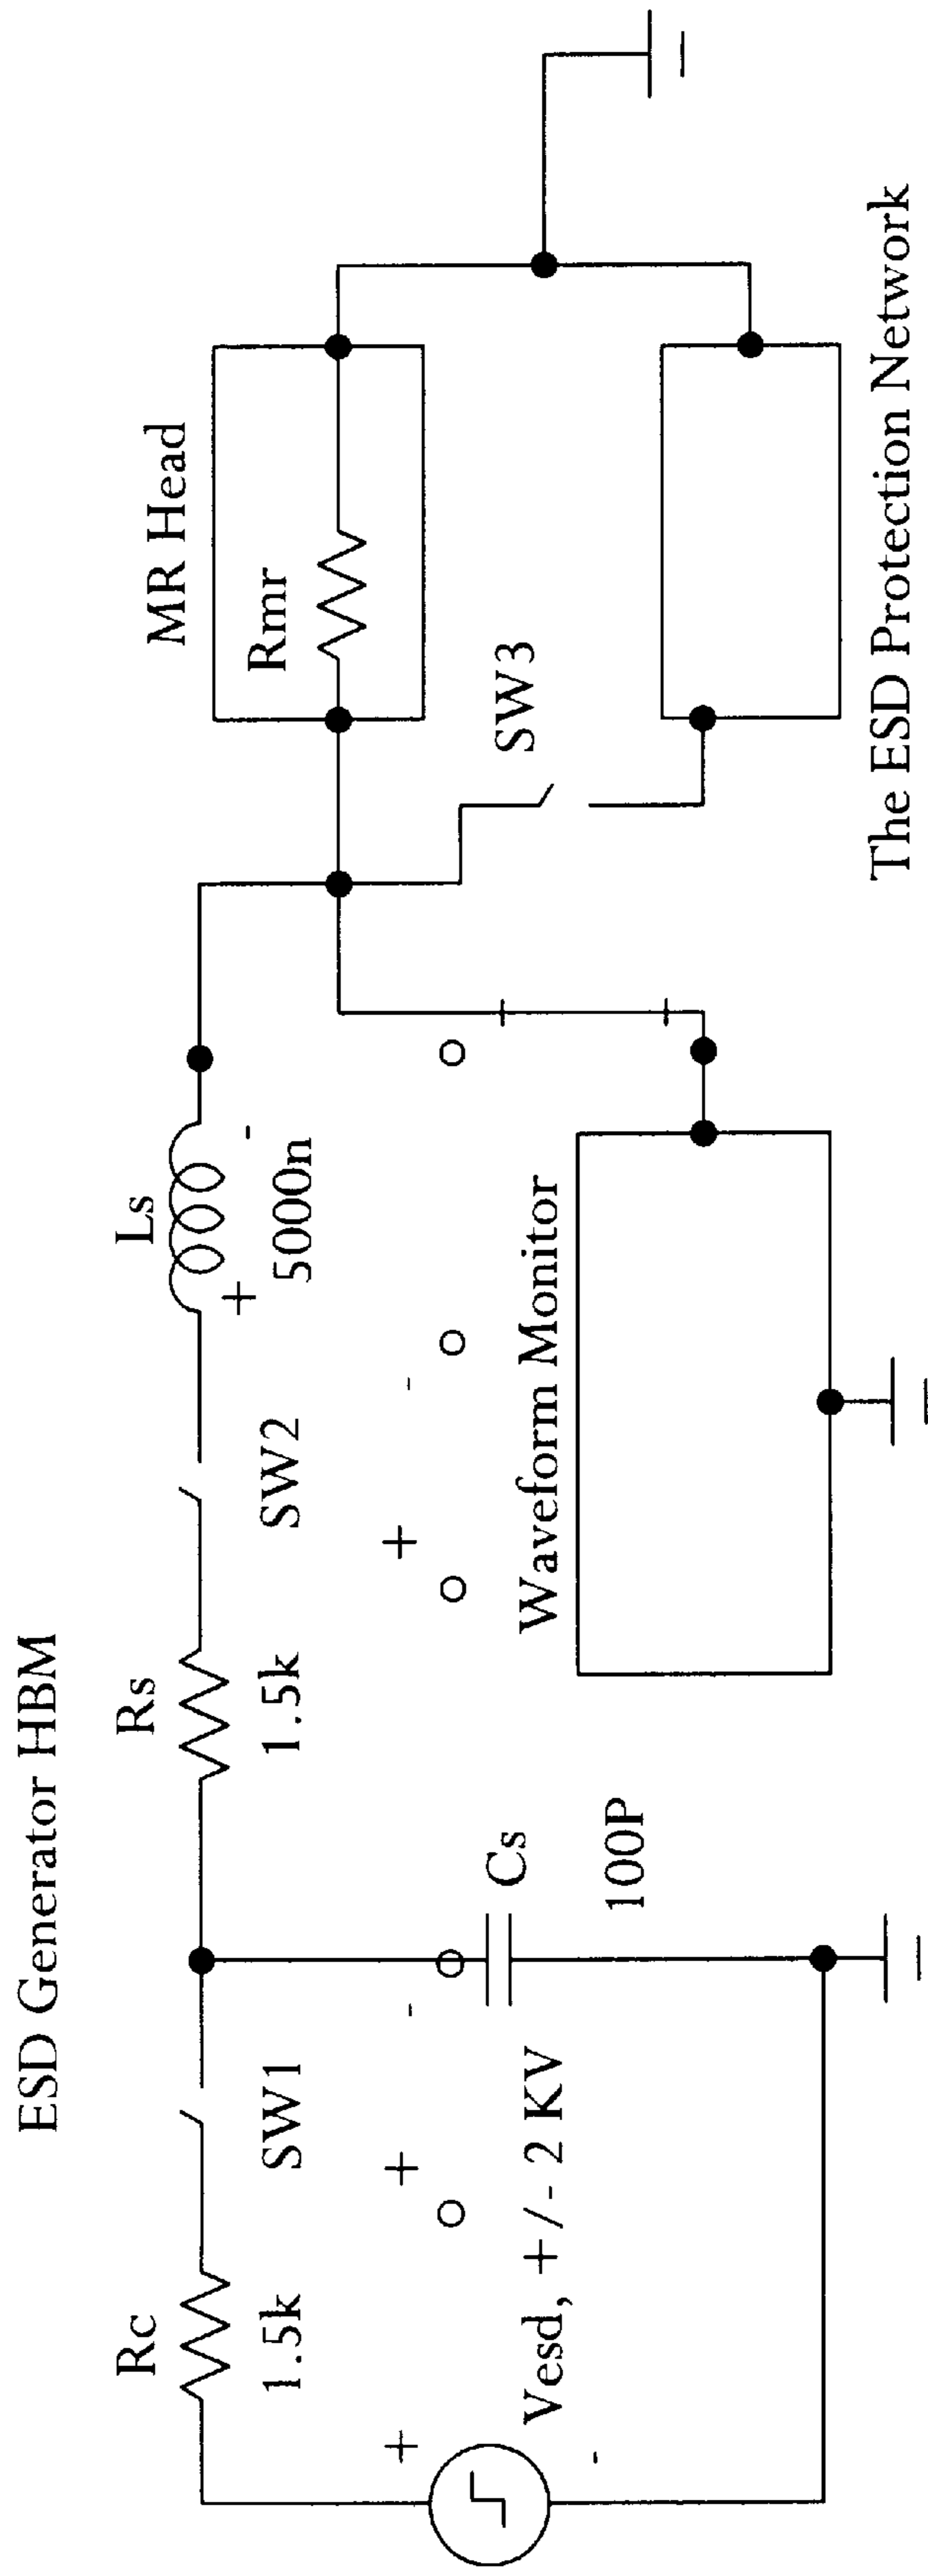 ESD Generator HBM
Rc
1.5k
SW1
Rs
1.5k
SW2
Ls
+ -
5000n
MR Head
Rmr
SW3
+
-
Vesd, +/- 2 KV
+ -
Cs
100P
+ -
Waveform Monitor
The ESD Protection Network